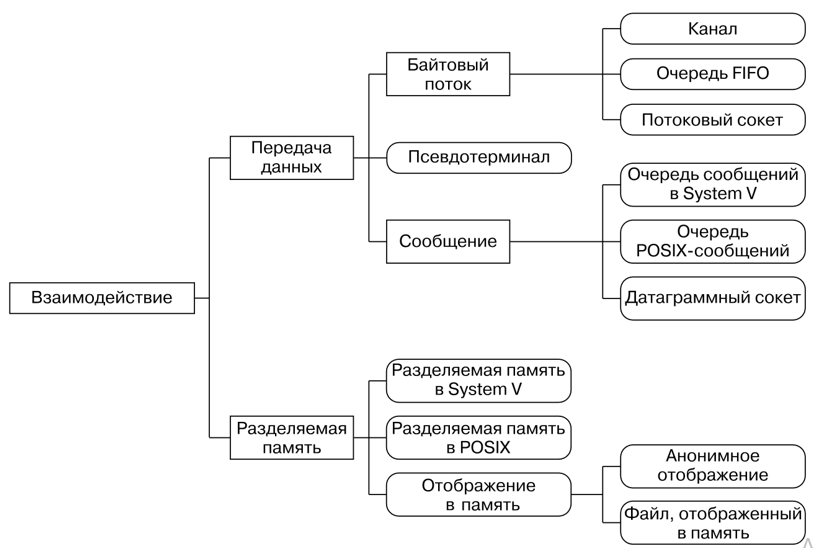 Канал
Байтовый
поток
Очередь FIFO
Потоковый сокет
Передача
данных
Псевдотерминал
Очередь сообщений
в System V
Сообщение
Очередь
POSIX-сообщений
Датаграммный сокет
Взаимодействие
Разделяемая память
в System V
Разделяемая
память
Разделяемая память
в POSIX
Отображение
в память
Анонимное
отображение
Файл, отображенный
в память